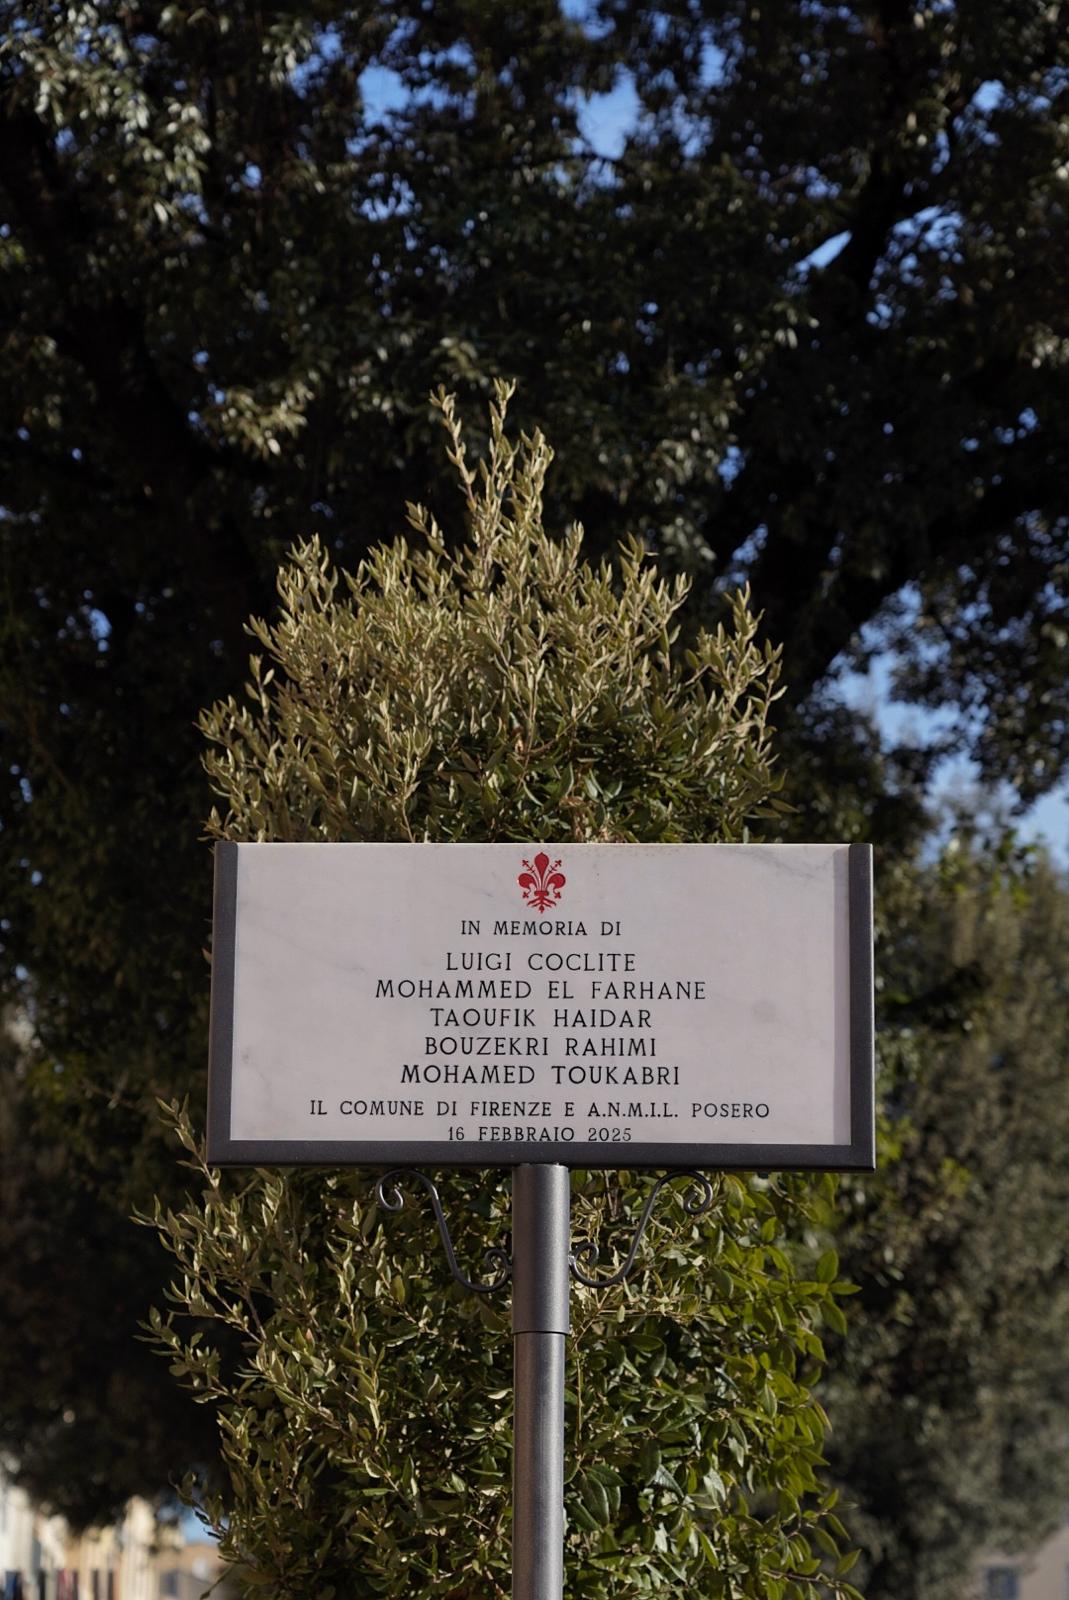 IN MEMORIA DI
LUIGI COCLITE
MOHAMMED EL FARHANE
TAOUFIK HAIDAR
BOUZEKRI RAHIMI
MOHAMED TOUKABRI
IL COMUNE DI FIRENZE E A.N.M.I.L. POSERO
16 FEBBRAIO 2025